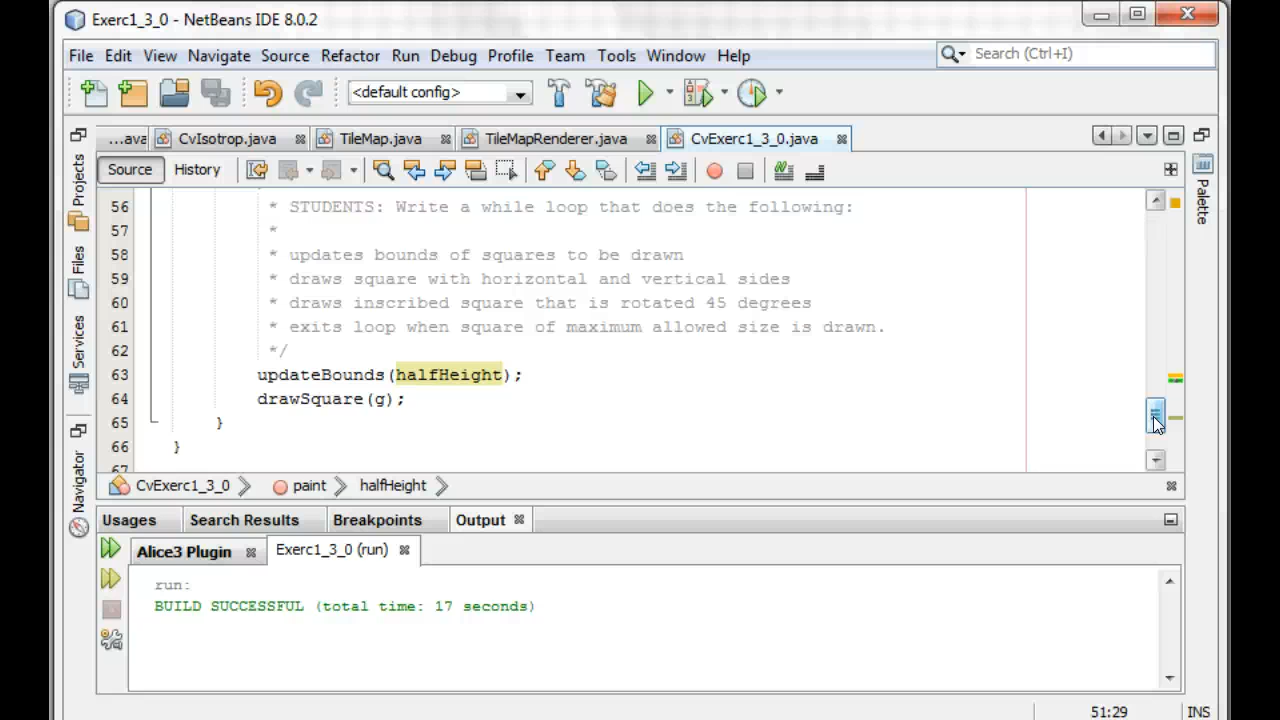 Exerc1_3_0 - NetBeans IDE 8.0.2
File Edit View Navigate Source Refactor Run Debug Profile Team Tools Window Help
Search (Ctrl+I)
<default config>
...ava CvIsotrop.java TileMap.java TileMapRenderer.java CvExerc1_3_0.java
Source History
Projects
Files
Services
Navigator
Palette
56 * STUDENTS: Write a while loop that does the following:
57 *
58 * updates bounds of squares to be drawn
59 * draws square with horizontal and vertical sides
60 * draws inscribed square that is rotated 45 degrees
61 * exits loop when square of maximum allowed size is drawn.
62 */
63 updateBounds(halfHeight);
64 drawSquare(g);
65 }
66 }
67
CvExerc1_3_0 paint halfHeight
Usages Search Results Breakpoints Output
Alice3 Plugin Exerc1_3_0 (run)
run:
BUILD SUCCESSFUL (total time: 17 seconds)
51:29 INS